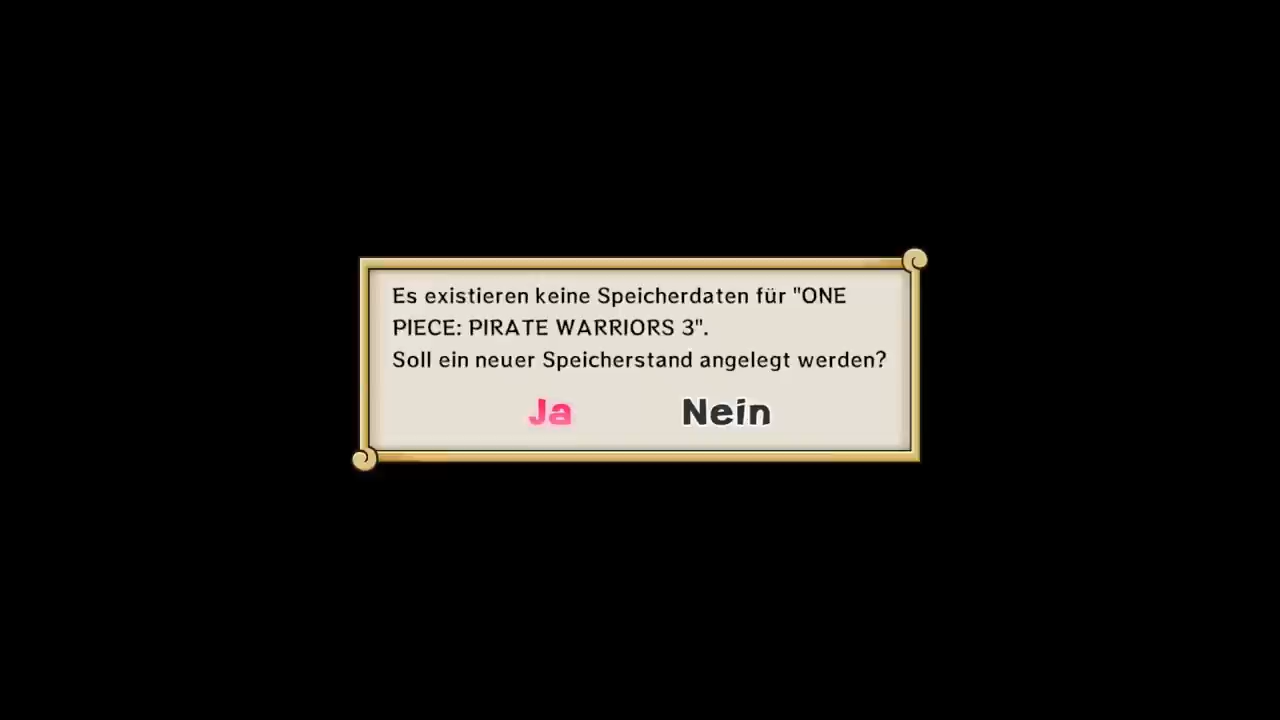 Es existieren keine Speicherdaten für "ONE
PIECE: PIRATE WARRIORS 3".
Soll ein neuer Speicherstand angelegt werden?
Ja Nein